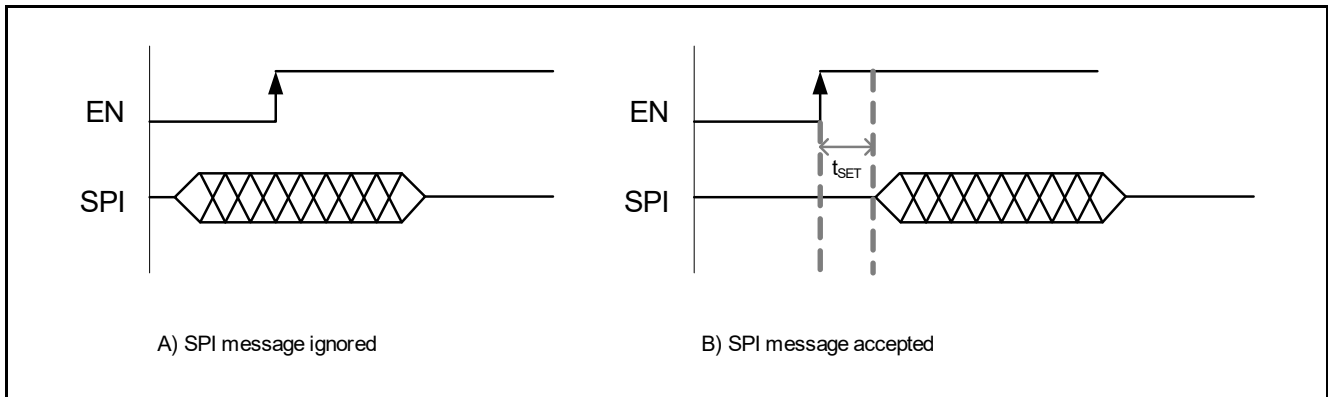 EN
SPI
A) SPI message ignored
EN
tSET
SPI
B) SPI message accepted